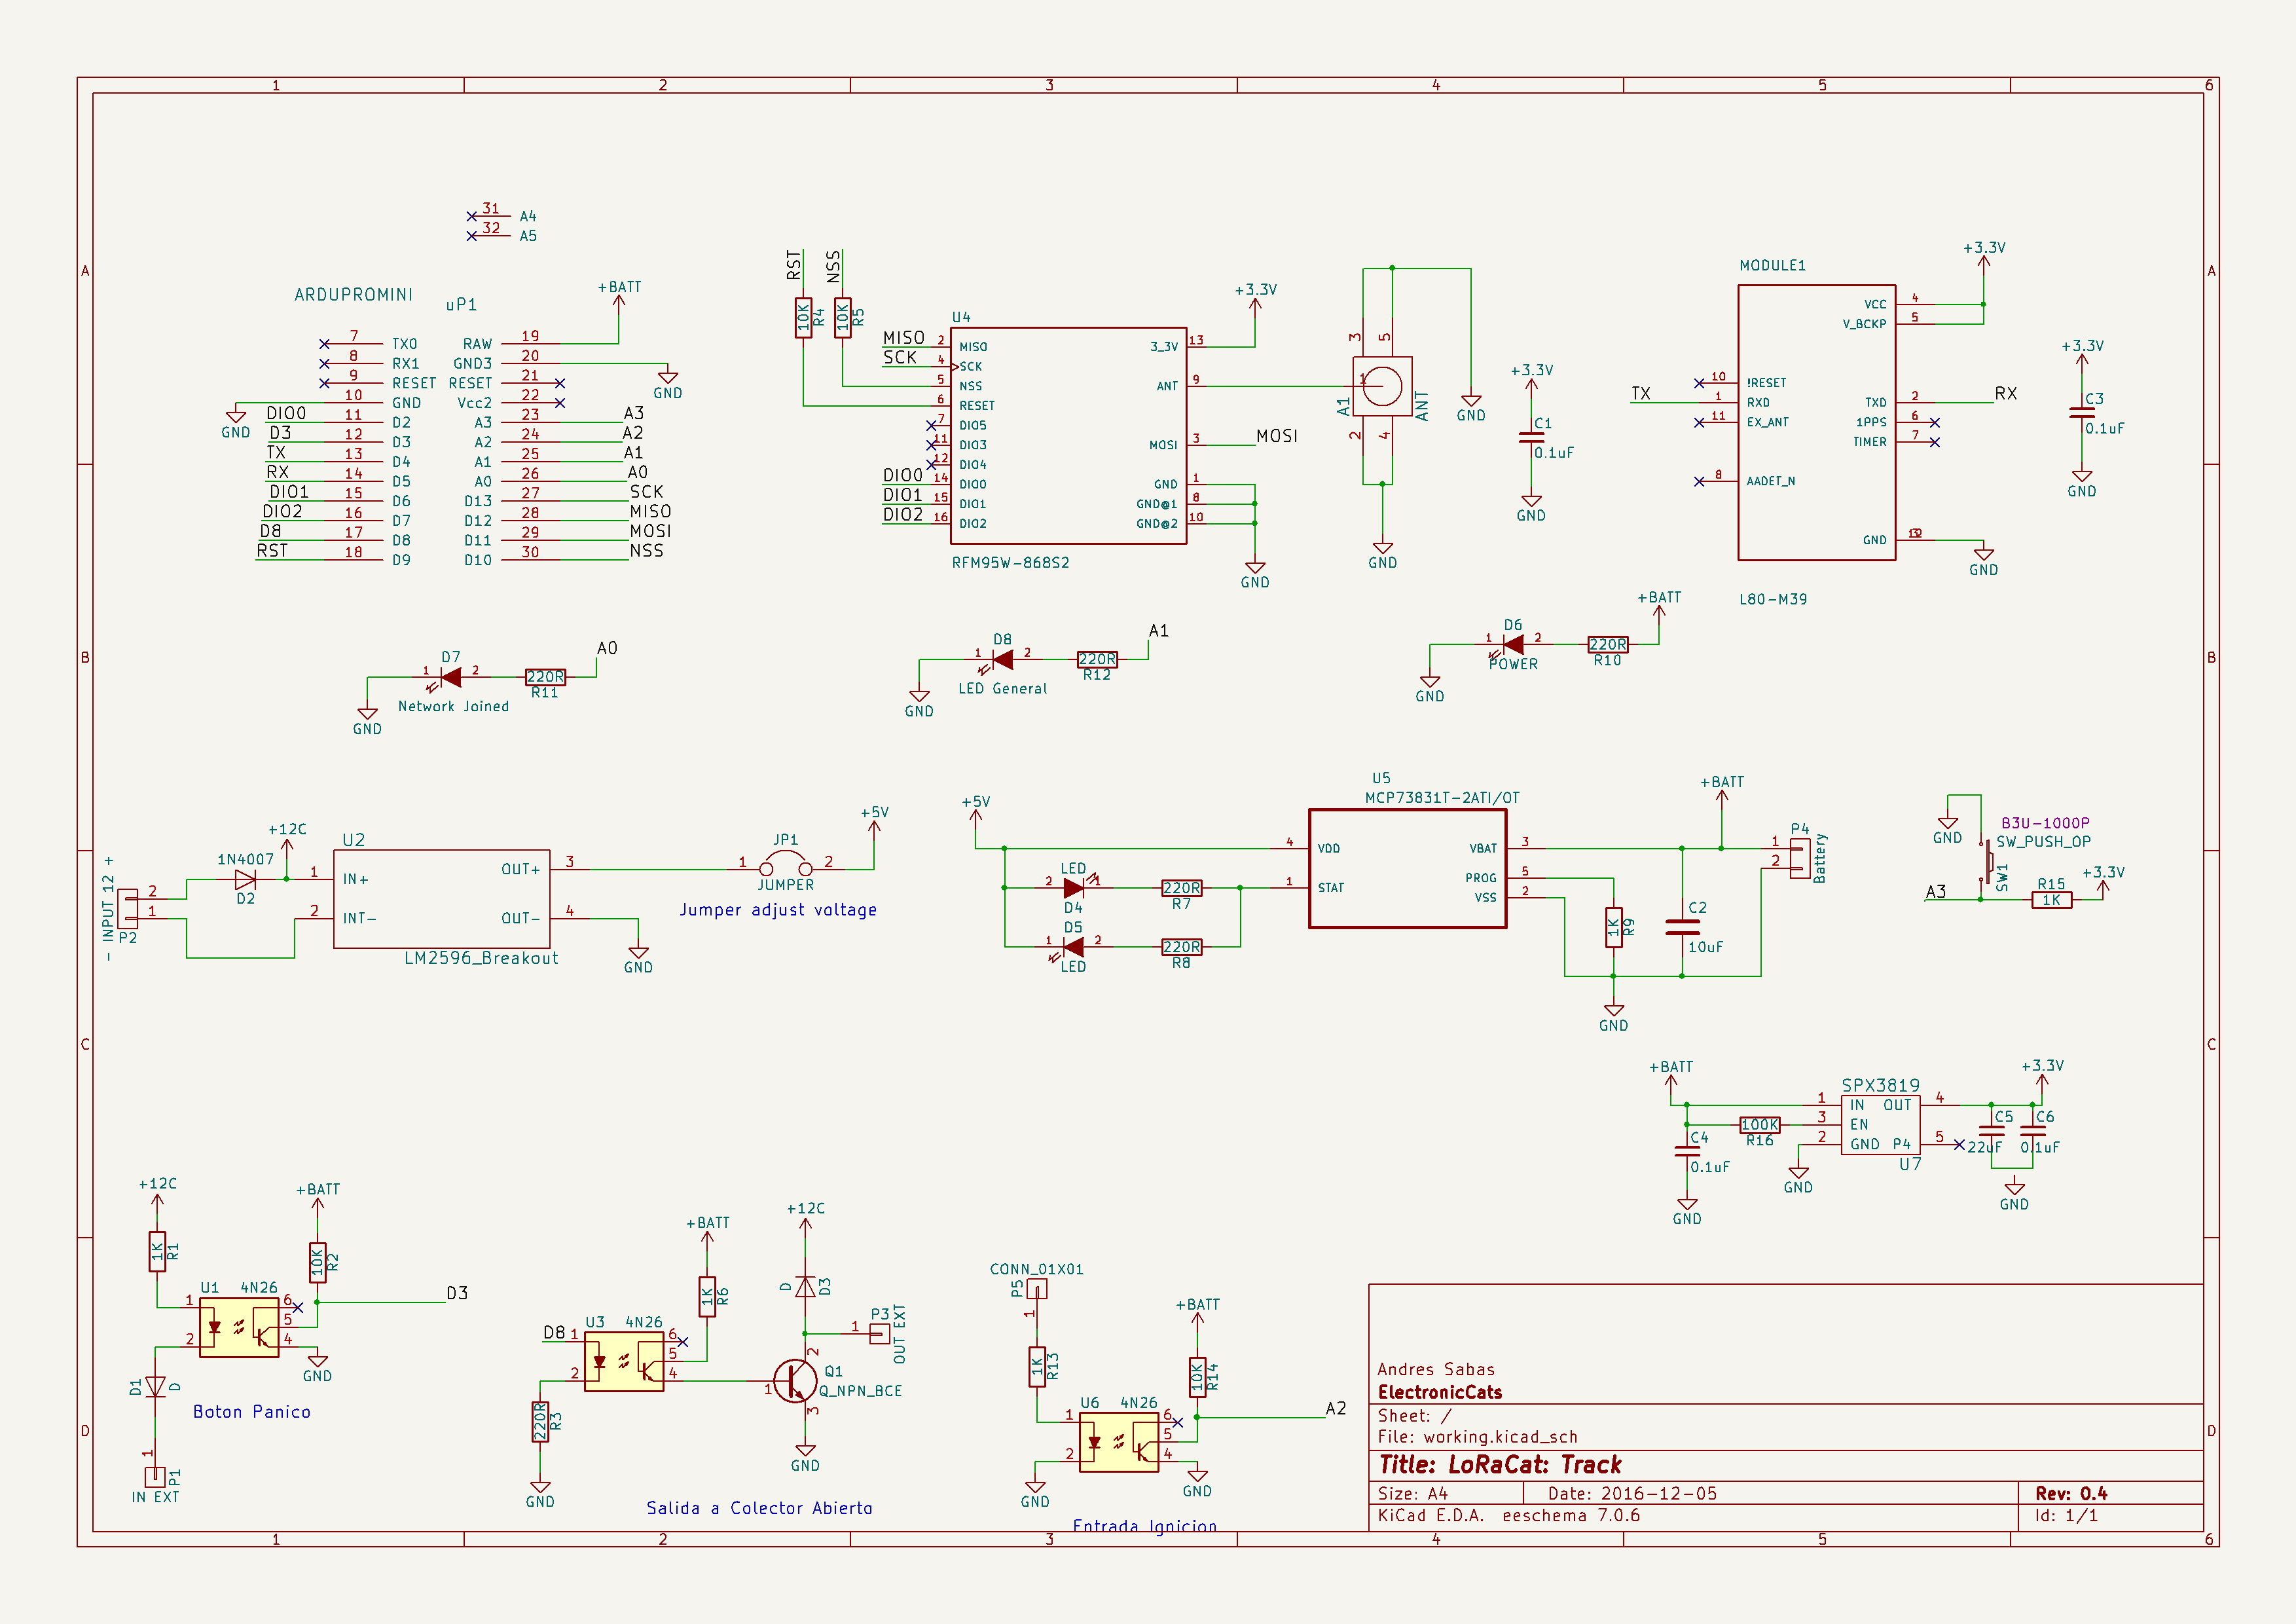 1 2 3 4 5 6
A A
B B
C C
D D
31 A4
32 A5
ARDUPROMINI
uP1
+BATT
7 TX0 RAW 19
8 RX1 GND3 20
9 RESET RESET 21
10 GND Vcc2 22
DIO0 11 D2 A3 23 A3
D3 12 D3 A2 24 A2
TX 13 D4 A1 25 A1
RX 14 D5 A0 26 A0
DIO1 15 D6 D13 27 SCK
DIO2 16 D7 D12 28 MISO
D8 17 D8 D11 29 MOSI
RST 18 D9 D10 30 NSS
GND
GND
RST NSS
10K R4
10K R5
U4
+3.3V
MISO 2 MISO 3_3V 13
SCK 4 SCK
5 NSS ANT 9
6 RESET
7 DIO5
11 DIO3 MOSI 3 MOSI
12 DIO4
DIO0 14 DIO0 GND 1
DIO1 15 DIO1 GND@1 8
DIO2 16 DIO2 GND@2 10
RFM95W-868S2
GND
3 5
1
A1 ANT
2 4
GND
GND
+3.3V
C1
0.1uF
GND
MODULE1
+3.3V
VCC 4
V_BCKP 5
10 !RESET
TX 1 RXD TXD 2 RX
11 EX_ANT 1PPS 6
TIMER 7
8 AADET_N
GND
GND
L80-M39
+3.3V
C3
0.1uF
GND
D7
1 2
220R
R11
A0
Network Joined
GND
D8
1 2
220R
R12
A1
LED General
GND
D6
1 2
POWER
220R
R10
+BATT
GND
INPUT 12 +
-
P2
2
1
1N4007
D2
+12C
U2
1 IN+ OUT+ 3
2 INT- OUT- 4
LM2596_Breakout
GND
JP1
1 2
JUMPER
+5V
Jumper adjust voltage
+5V
LED
2 1
D4
220R
R7
1 2
D5
LED
220R
R8
U5
MCP73831T-2ATI/OT
4 VDD VBAT 3
1 STAT PROG 5
VSS 2
+BATT
1K R9
C2
10uF
P4
1
2
Battery
GND
GND
B3U-1000P
SW_PUSH_OP
SW1
A3
R15
1K
+3.3V
+BATT
SPX3819
+3.3V
1 IN OUT 4
3 EN
2 GND P4 5
U7
100K
R16
C4
0.1uF
GND
GND
C5
22uF
C6
0.1uF
GND
+12C
1K R1
+BATT
10K R2
U1 4N26
1 6
5
2 4
D3
GND
D1 D
Boton Panico
1
P1
IN EXT
+BATT
1K R6
+12C
D D3
U3 4N26
D8 1 6
5
2 4
220R R3
GND
1 P3
OUT EXT
2
1
3
Q1
Q_NPN_BCE
GND
Salida a Colector Abierto
CONN_01X01
P5
1
1K R13
+BATT
10K R14
U6 4N26
1 6
5
2 4
A2
GND
GND
Entrada Ignicion
Andres Sabas
ElectronicCats
Sheet: /
File: working.kicad_sch
Title: LoRaCat: Track
Size: A4 Date: 2016-12-05 Rev: 0.4
KiCad E.D.A. eeschema 7.0.6 Id: 1/1
1 2 3 4 5 6